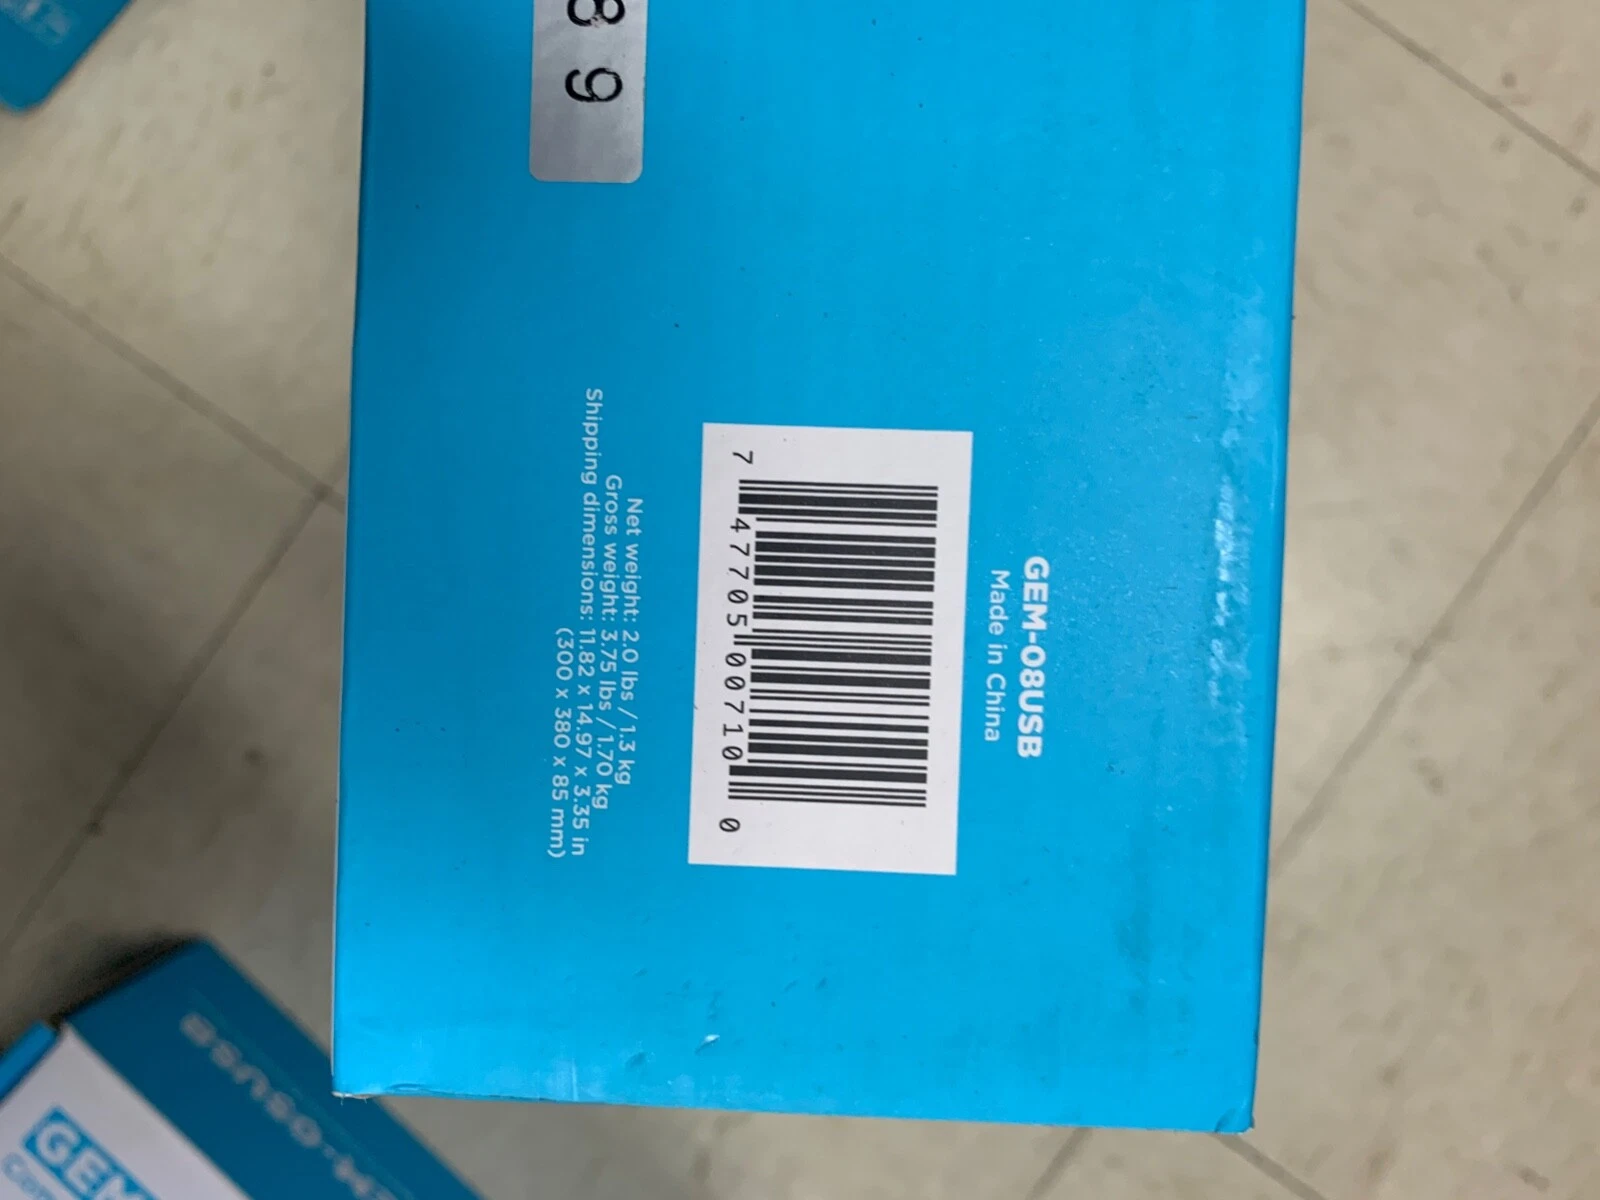 89
GEM-08USB
Made in China
7 47705 00710 0
Net weight: 2.0 lbs / 1.3 kg
Gross weight: 3.75 lbs / 1.70 kg
Shipping dimensions: 11.82 x 14.97 x 3.35 in
(300 x 380 x 85 mm)
GEM